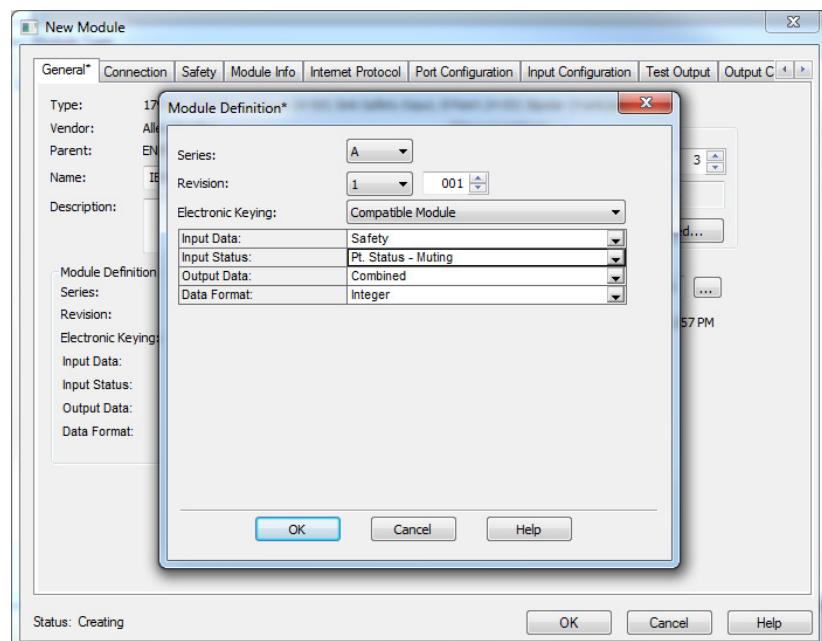 New Module
General* Connection Safety Module Info Internet Protocol Port Configuration Input Configuration Test Output Output C
Type:
Vendor:
Parent:
Name:
Description:
3
Module Definition
Series:
Revision:
Electronic Keying:
Input Data:
Input Status:
Output Data:
Data Format:
...
57 PM
Module Definition*
Series: A
Revision: 1 001
Electronic Keying: Compatible Module
Input Data: Safety
Input Status: Pt. Status - Muting
Output Data: Combined
Data Format: Integer
OK Cancel Help
Status: Creating
OK Cancel Help